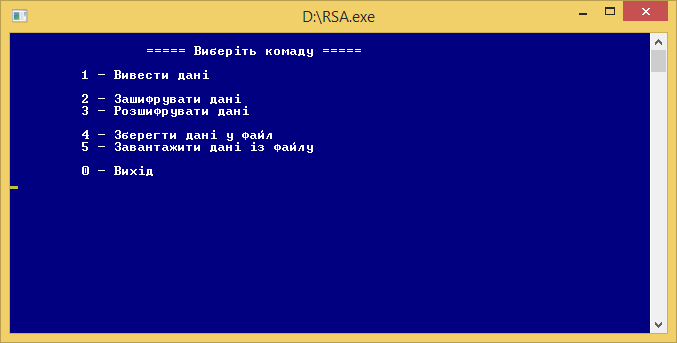 D:\RSA.exe
===== Виберіть комаду =====
1 - Вивести дані
2 - Зашифрувати дані
3 - Розшифрувати дані
4 - Зберегти дані у файл
5 - Завантажити дані із файлу
0 - Вихід